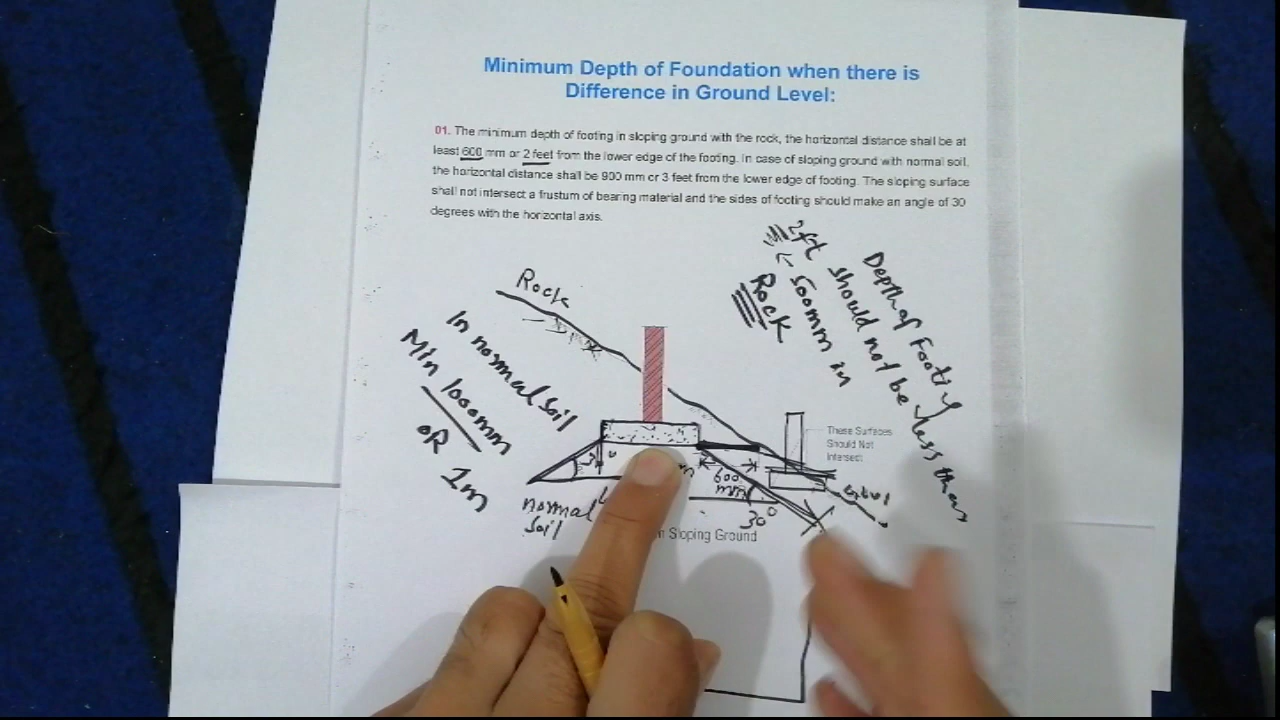 Minimum Depth of Foundation when there is
Difference in Ground Level:
01. The minimum depth of footing in sloping ground with the rock, the horizontal distance shall be at
least 600 mm or 2 feet from the lower edge of the footing. In case of sloping ground with normal soil,
the horizontal distance shall be 900 mm or 3 feet from the lower edge of footing. The sloping surface
shall not intersect a frustum of bearing material and the sides of footing should make an angle of 30
degrees with the horizontal axis.
Rock
In normal soil
Min 1000mm
OR 1m
Depth of Footing
should not be less than
2ft
500mm in
Rock
These Surfaces
Should Not
Intersect
600
mm
30°
normal
soil
Sloping Ground